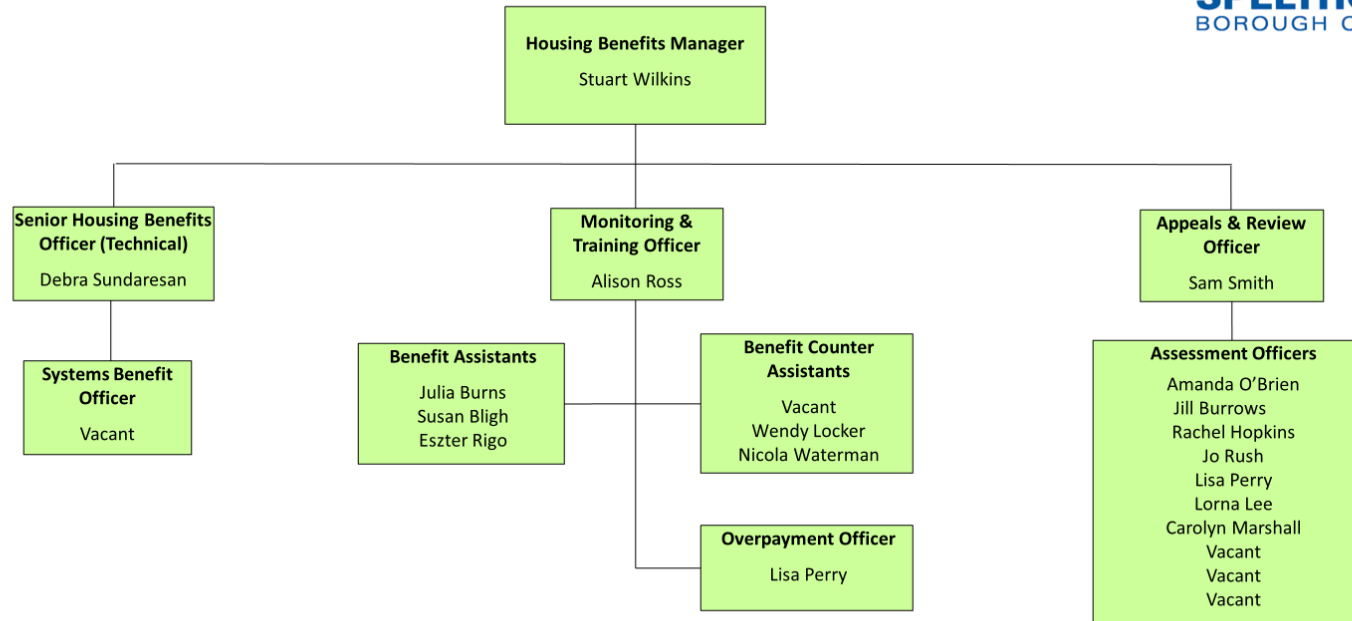 BOROUGH
Housing Benefits Manager
Stuart Wilkins
Senior Housing Benefits
Officer (Technical)
Debra Sundaresan
Monitoring &
Training Officer
Alison Ross
Appeals & Review
Officer
Sam Smith
Systems Benefit
Officer
Vacant
Benefit Assistants
Julia Burns
Susan Bligh
Eszter Rigo
Benefit Counter
Assistants
Vacant
Wendy Locker
Nicola Waterman
Overpayment Officer
Lisa Perry
Assessment Officers
Amanda O’Brien
Jill Burrows
Rachel Hopkins
Jo Rush
Lisa Perry
Lorna Lee
Carolyn Marshall
Vacant
Vacant
Vacant